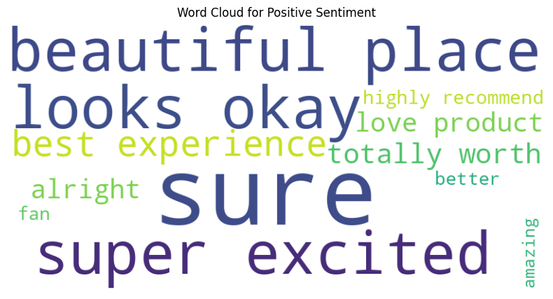 Word Cloud for Positive Sentiment
beautiful place
looks okay
highly recommend
love product
best experience
totally worth
better
alright
sure
fan
super excited
amazing